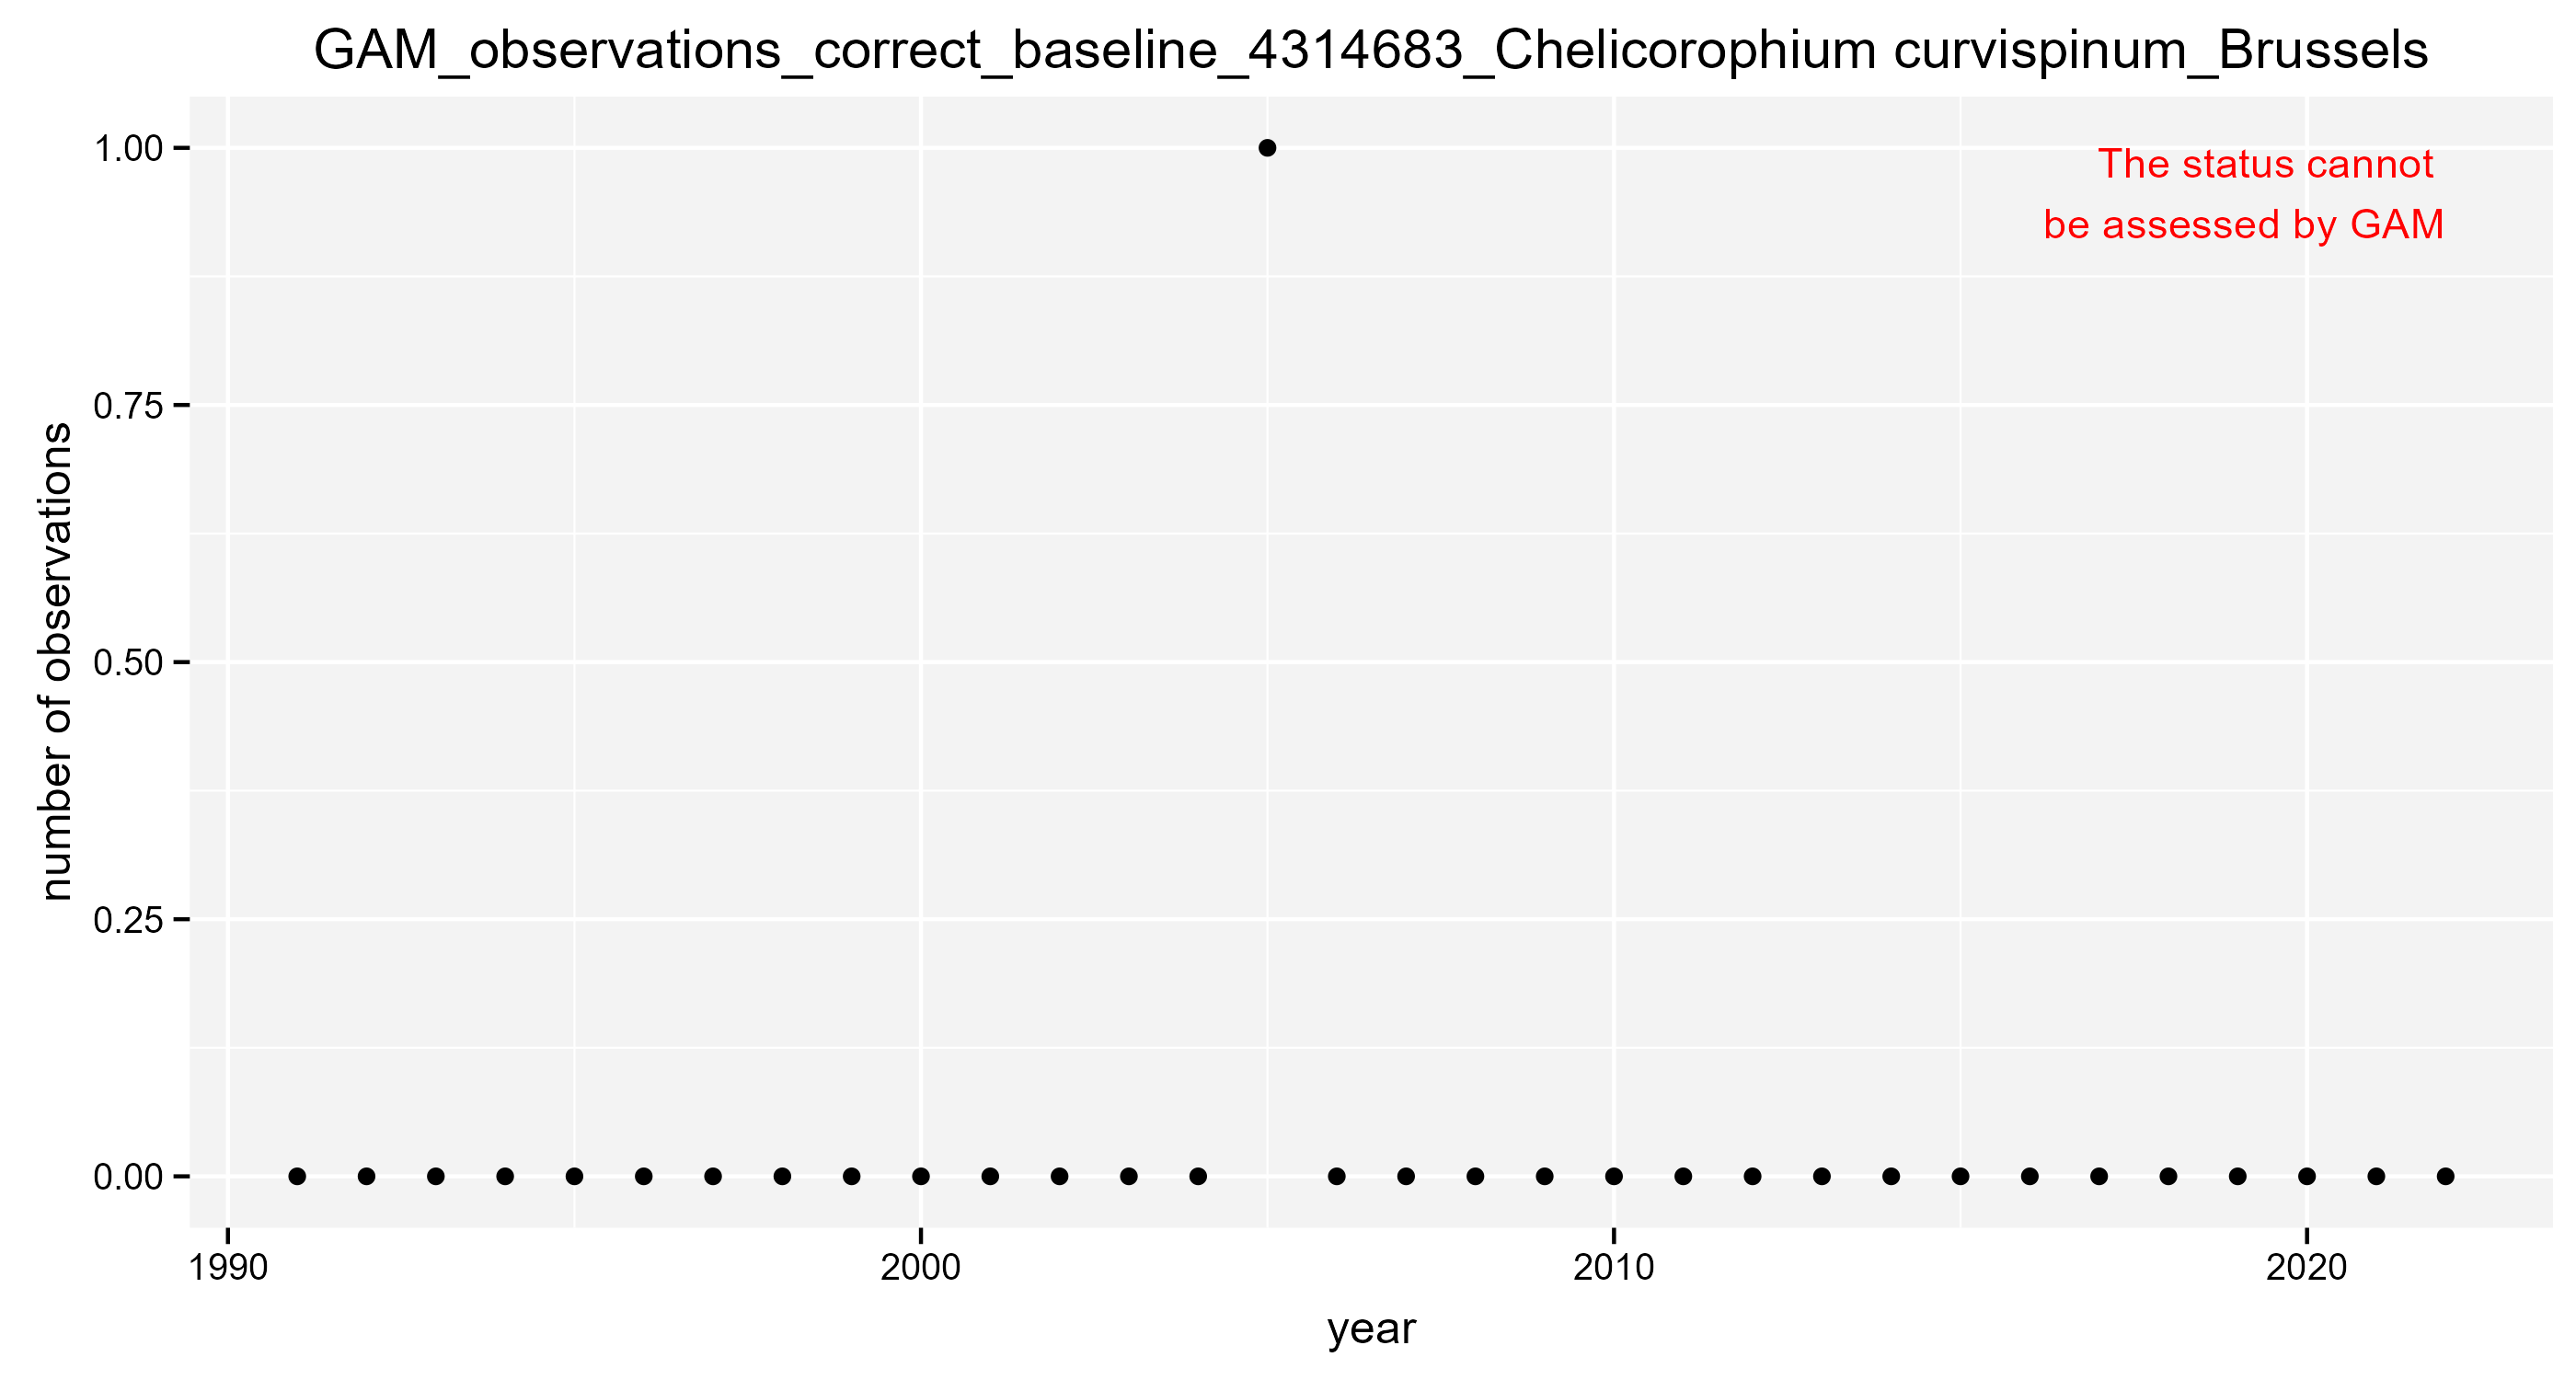 GAM_observations_correct_baseline_4314683_Chelicorophium curvispinum_Brussels
The status cannot
be assessed by GAM
1.00
0.75
0.50
0.25
0.00
number of observations
1990
2000
2010
2020
year